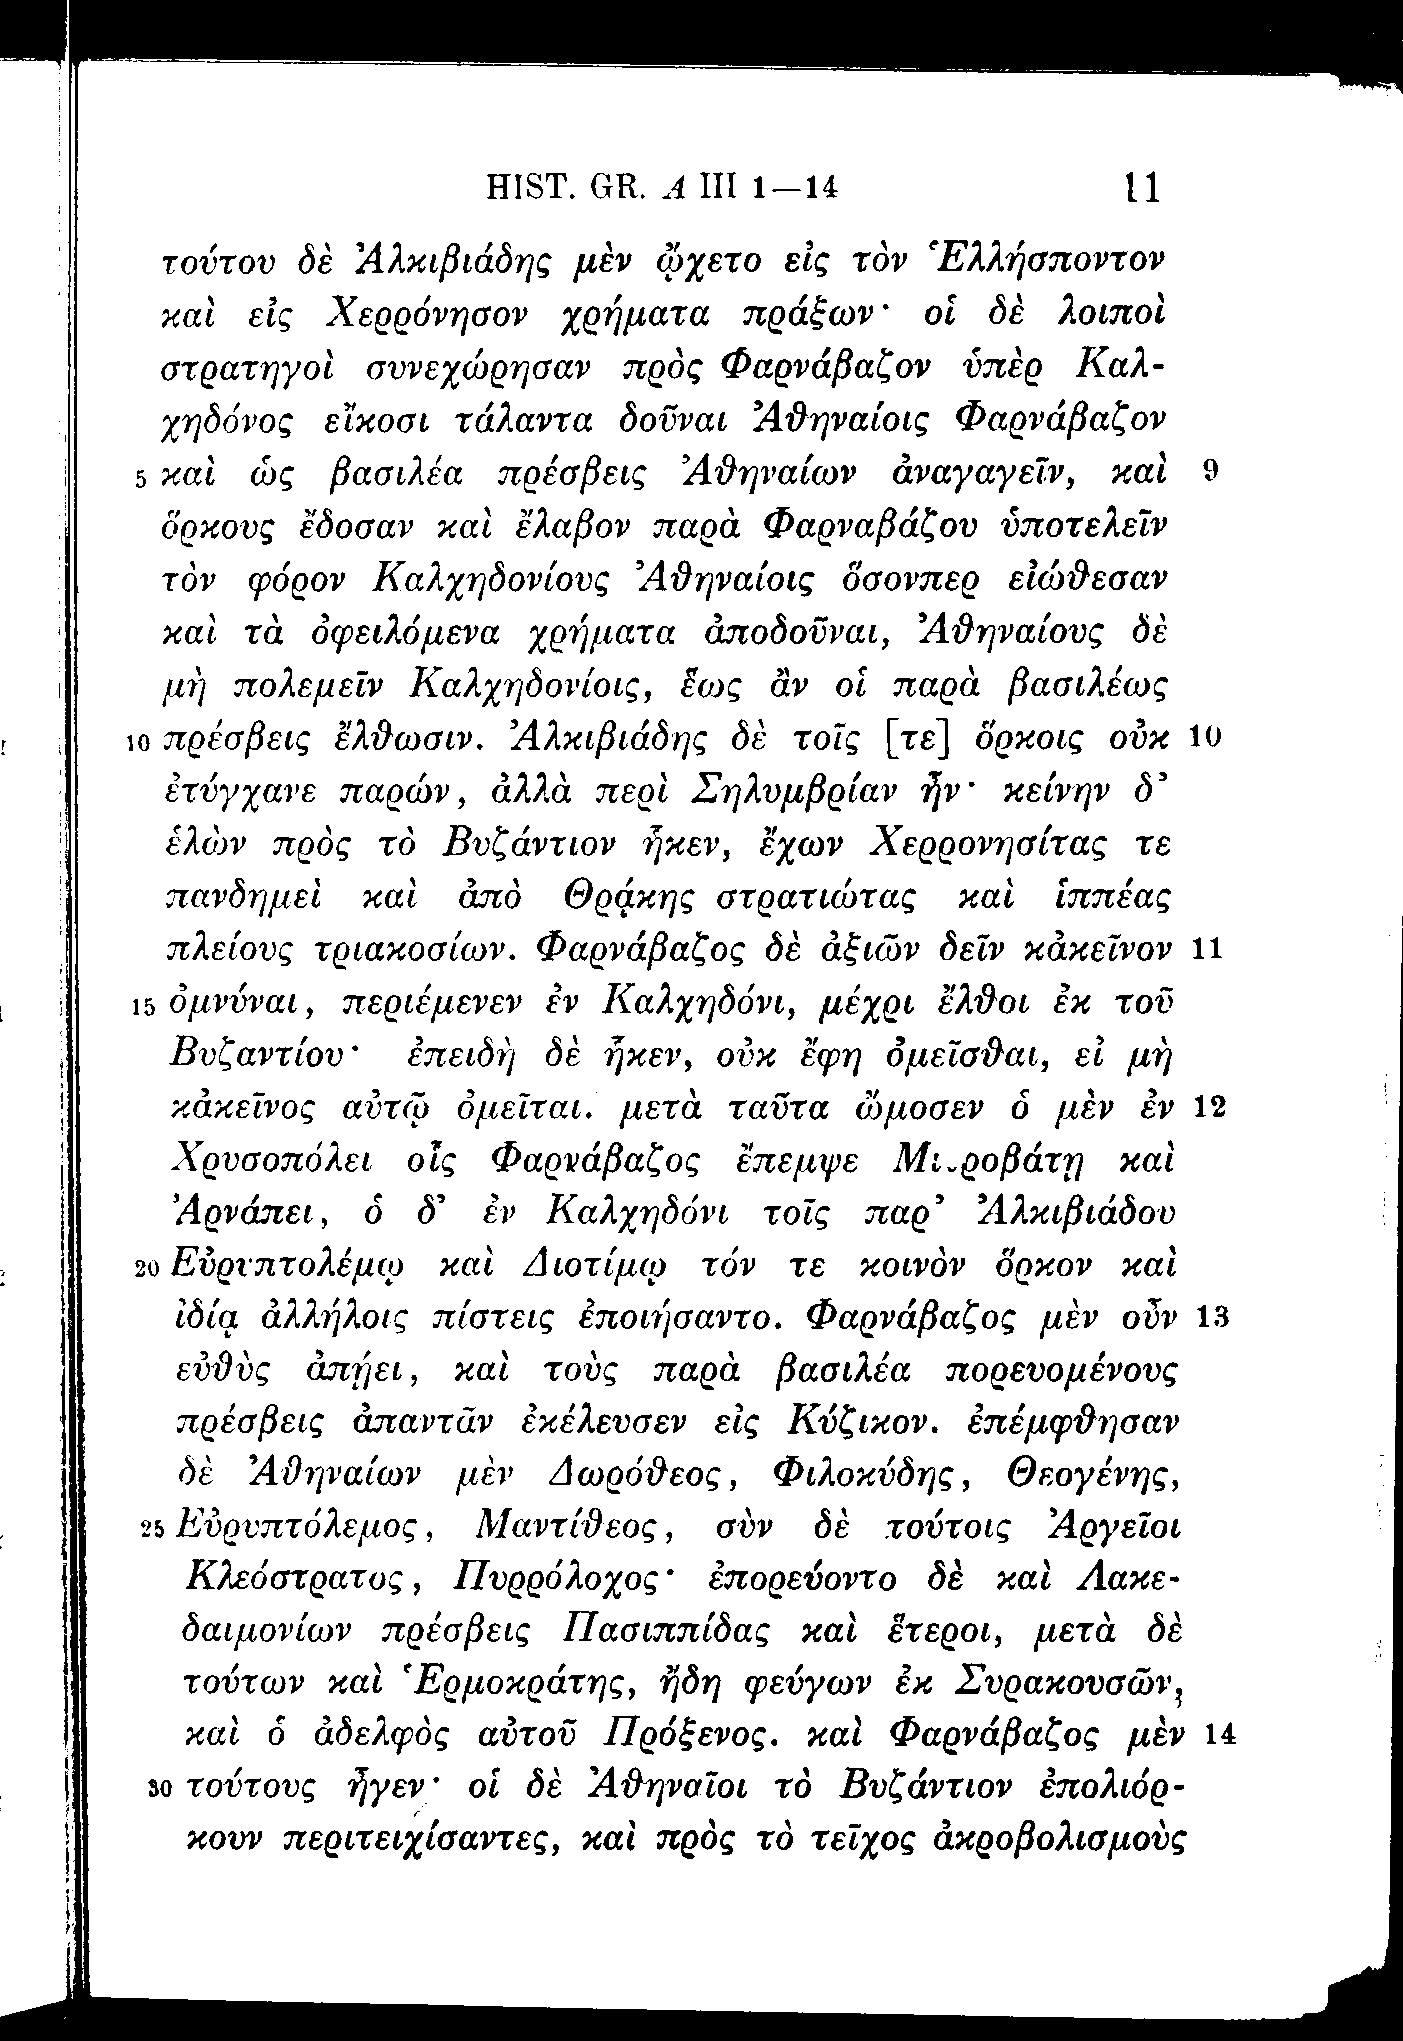 HIST. GR. A III 1—14 11
τούτου δὲ Ἀλκιβιάδης μὲν ᾤχετο εἰς τὸν Ἑλλήσποντον
καὶ εἰς Χερρόνησον χρήματα πράξων· οἱ δὲ λοιποὶ
στρατηγοὶ συνεχώρησαν πρὸς Φαρνάβαζον ὑπὲρ Καλ-
χηδόνος εἴκοσι τάλαντα δοῦναι Ἀθηναίοις Φαρνάβαζον
5 καὶ ὡς βασιλέα πρέσβεις Ἀθηναίων ἀναγαγεῖν, καὶ 9
ὅρκους ἔδοσαν καὶ ἔλαβον παρὰ Φαρναβάζου ὑποτελεῖν
τὸν φόρον Καλχηδονίους Ἀθηναίοις ὅσονπερ εἰώθεσαν
καὶ τὰ ὀφειλόμενα χρήματα ἀποδοῦναι, Ἀθηναίους δὲ
μὴ πολεμεῖν Καλχηδονίοις, ἕως ἂν οἱ παρὰ βασιλέως
10 πρέσβεις ἔλθωσιν. Ἀλκιβιάδης δὲ τοῖς [τε] ὅρκοις οὐκ 10
ἐτύγχανε παρών, ἀλλὰ περὶ Σηλυμβρίαν ἦν· κείνην δ’
ἑλὼν πρὸς τὸ Βυζάντιον ἧκεν, ἔχων Χερρονησίτας τε
πανδημεὶ καὶ ἀπὸ Θρᾴκης στρατιώτας καὶ ἱππέας
πλείους τριακοσίων. Φαρνάβαζος δὲ ἀξιῶν δεῖν κἀκεῖνον 11
15 ὀμνύναι, περιέμενεν ἐν Καλχηδόνι, μέχρι ἔλθοι ἐκ τοῦ
Βυζαντίου· ἐπειδὴ δὲ ἧκεν, οὐκ ἔφη ὀμεῖσθαι, εἰ μὴ
κἀκεῖνος αὐτῷ ὀμεῖται. μετὰ ταῦτα ὤμοσεν ὁ μὲν ἐν 12
Χρυσοπόλει οἷς Φαρνάβαζος ἔπεμψε καὶ
Ἀρνάπει, ὁ δ’ ἐν Καλχηδόνι τοῖς παρ’ Ἀλκιβιάδου
20 Εὐρυπτολέμῳ καὶ Διοτίμῳ τόν τε κοινὸν ὅρκον καὶ
ἰδίᾳ ἀλλήλοις πίστεις ἐποιήσαντο. Φαρνάβαζος μὲν οὖν 13
εὐθὺς ἀπῄει, καὶ τοὺς παρὰ βασιλέα πορευομένους
πρέσβεις ἀπαντᾶν ἐκέλευσεν εἰς Κύζικον. ἐπέμφθησαν
δὲ Ἀθηναίων μὲν Δωρόθεος, Φιλοκύδης, Θεογένης,
25 Εὐρυπτόλεμος, Μαντίθεος, σὺν δὲ τούτοις Ἀργεῖοι
Κλεόστρατος, Πυρρόλοχος· ἐπορεύοντο δὲ καὶ Λακε-
δαιμονίων πρέσβεις Πασιππίδας καὶ ἕτεροι, μετὰ δὲ
τούτων καὶ Ἑρμοκράτης, ἤδη φεύγων ἐκ Συρακουσῶν,
καὶ ὁ ἀδελφὸς αὐτοῦ Πρόξενος. καὶ Φαρνάβαζος μὲν 14
30 τούτους ἦγεν· οἱ δὲ Ἀθηναῖοι τὸ Βυζάντιον ἐπολιόρ-
κουν περιτειχίσαντες, καὶ πρὸς τὸ τεῖχος ἀκροβολισμοὺς